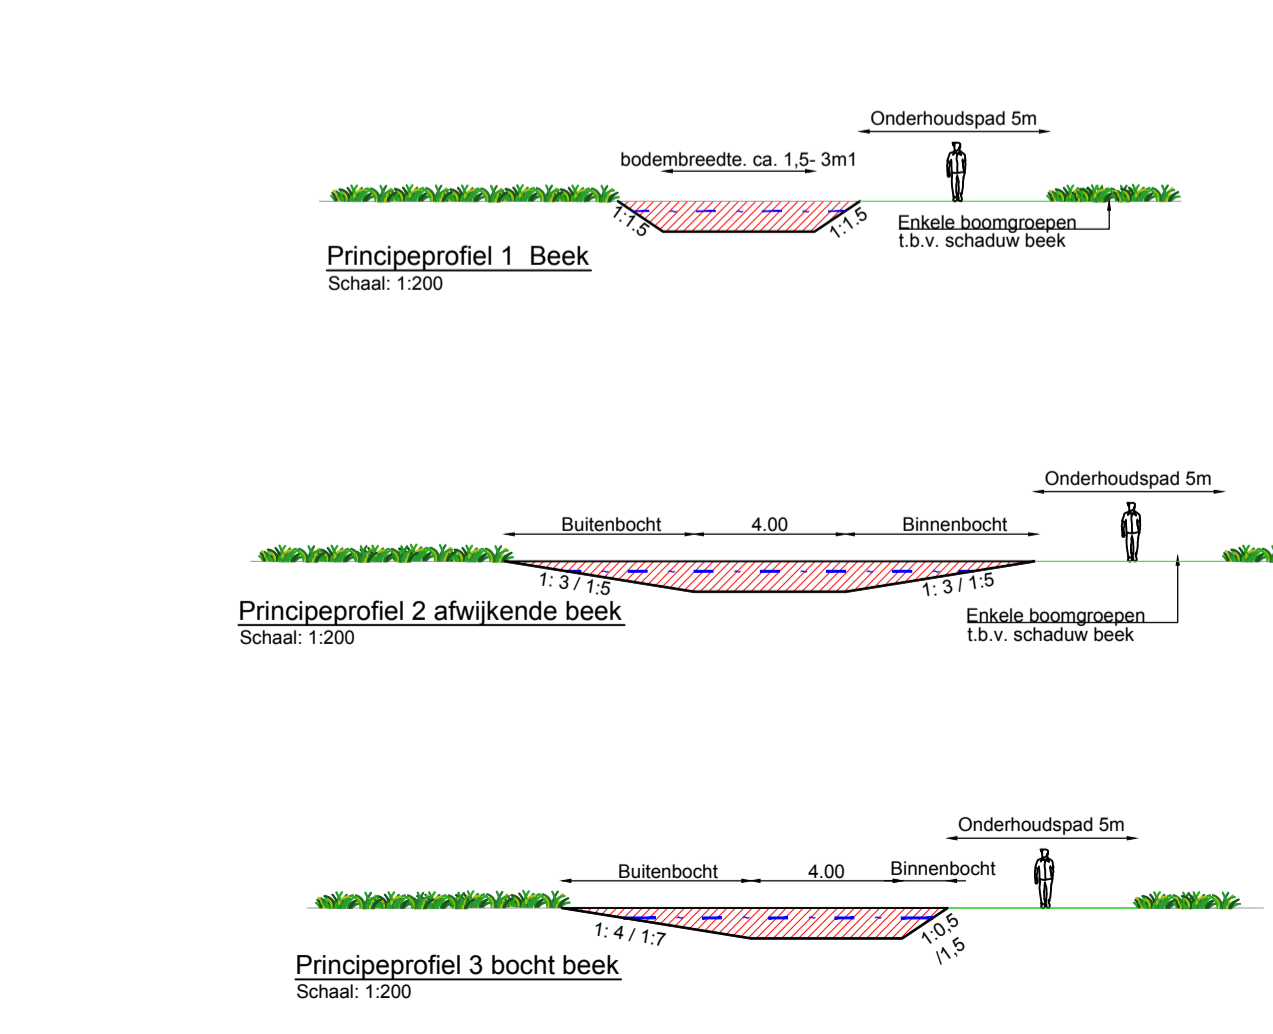 Onderhoudspad 5m
bodembreedte. ca. 1,5- 3m1
1:1.5
1:1.5
Enkele boomgroepen
t.b.v. schaduw beek
Principeprofiel 1 Beek
Schaal: 1:200
Onderhoudspad 5m
Buitenbocht
4.00
Binnenbocht
1: 3 / 1:5
1: 3 / 1:5
Principeprofiel 2 afwijkende beek
Schaal: 1:200
Enkele boomgroepen
t.b.v. schaduw beek
Onderhoudspad 5m
Buitenbocht
4.00
Binnenbocht
1: 4 / 1:7
1:0,5
/1,5
Principeprofiel 3 bocht beek
Schaal: 1:200